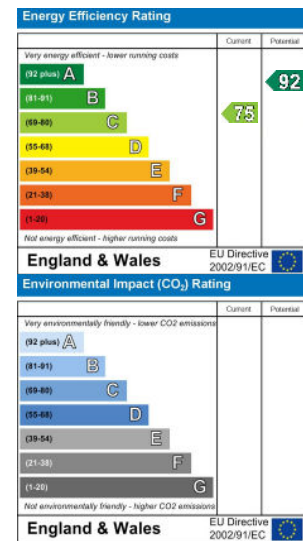 Energy Efficiency Rating
Current Potential
Very energy efficient - lower running costs
(92 plus) A
92
(81-91) B
75
(69-80) C
(55-68) D
(39-54) E
(21-38) F
(1-20) G
Not energy efficient - higher running costs
England & Wales
EU Directive
2002/91/EC
Environmental Impact (CO₂) Rating
Current Potential
Very environmentally friendly - lower CO2 emissions
(92 plus) A
(81-91) B
(69-80) C
(55-68) D
(39-54) E
(21-38) F
(1-20) G
Not environmentally friendly - higher CO2 emissions
England & Wales
EU Directive
2002/91/EC